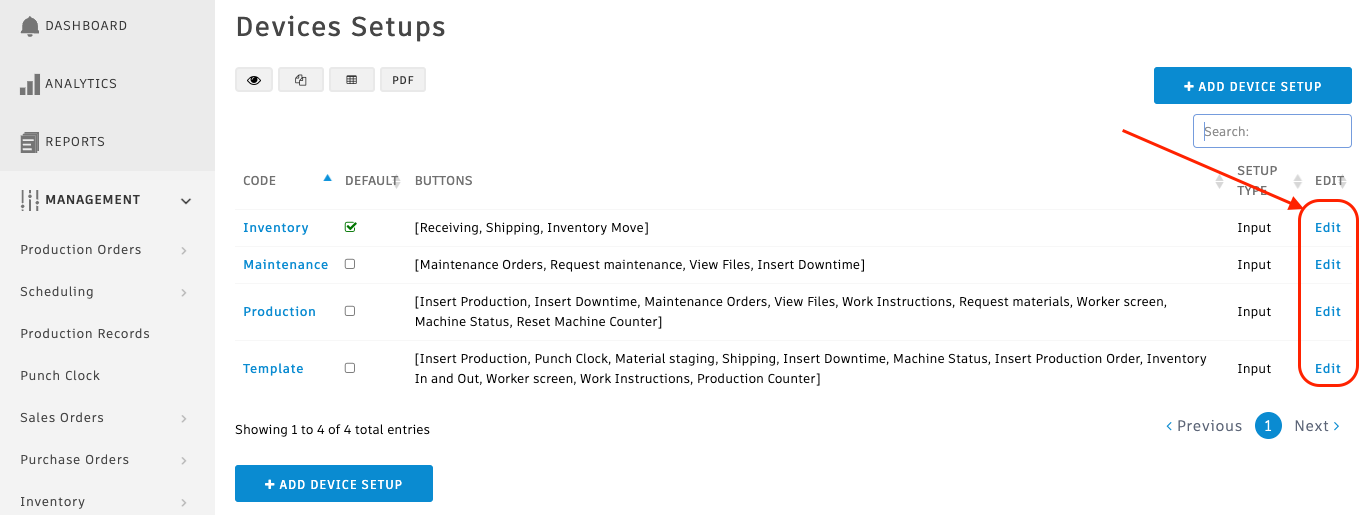 DASHBOARD
ANALYTICS
REPORTS
MANAGEMENT
Production Orders
Scheduling
Production Records
Punch Clock
Sales Orders
Purchase Orders
Inventory
Devices Setups
PDF
+ ADD DEVICE SETUP
Search:
CODE DEFAULT BUTTONS SETUP TYPE EDIT
Inventory [Receiving, Shipping, Inventory Move] Input Edit
Maintenance [Maintenance Orders, Request maintenance, View Files, Insert Downtime] Input Edit
Production [Insert Production, Insert Downtime, Maintenance Orders, View Files, Work Instructions, Request materials, Worker screen, Input Edit
Machine Status, Reset Machine Counter]
Template [Insert Production, Punch Clock, Material staging, Shipping, Insert Downtime, Machine Status, Insert Production Order, Inventory Input Edit
In and Out, Worker screen, Work Instructions, Production Counter]
Showing 1 to 4 of 4 total entries
‹ Previous 1 Next ›
+ ADD DEVICE SETUP